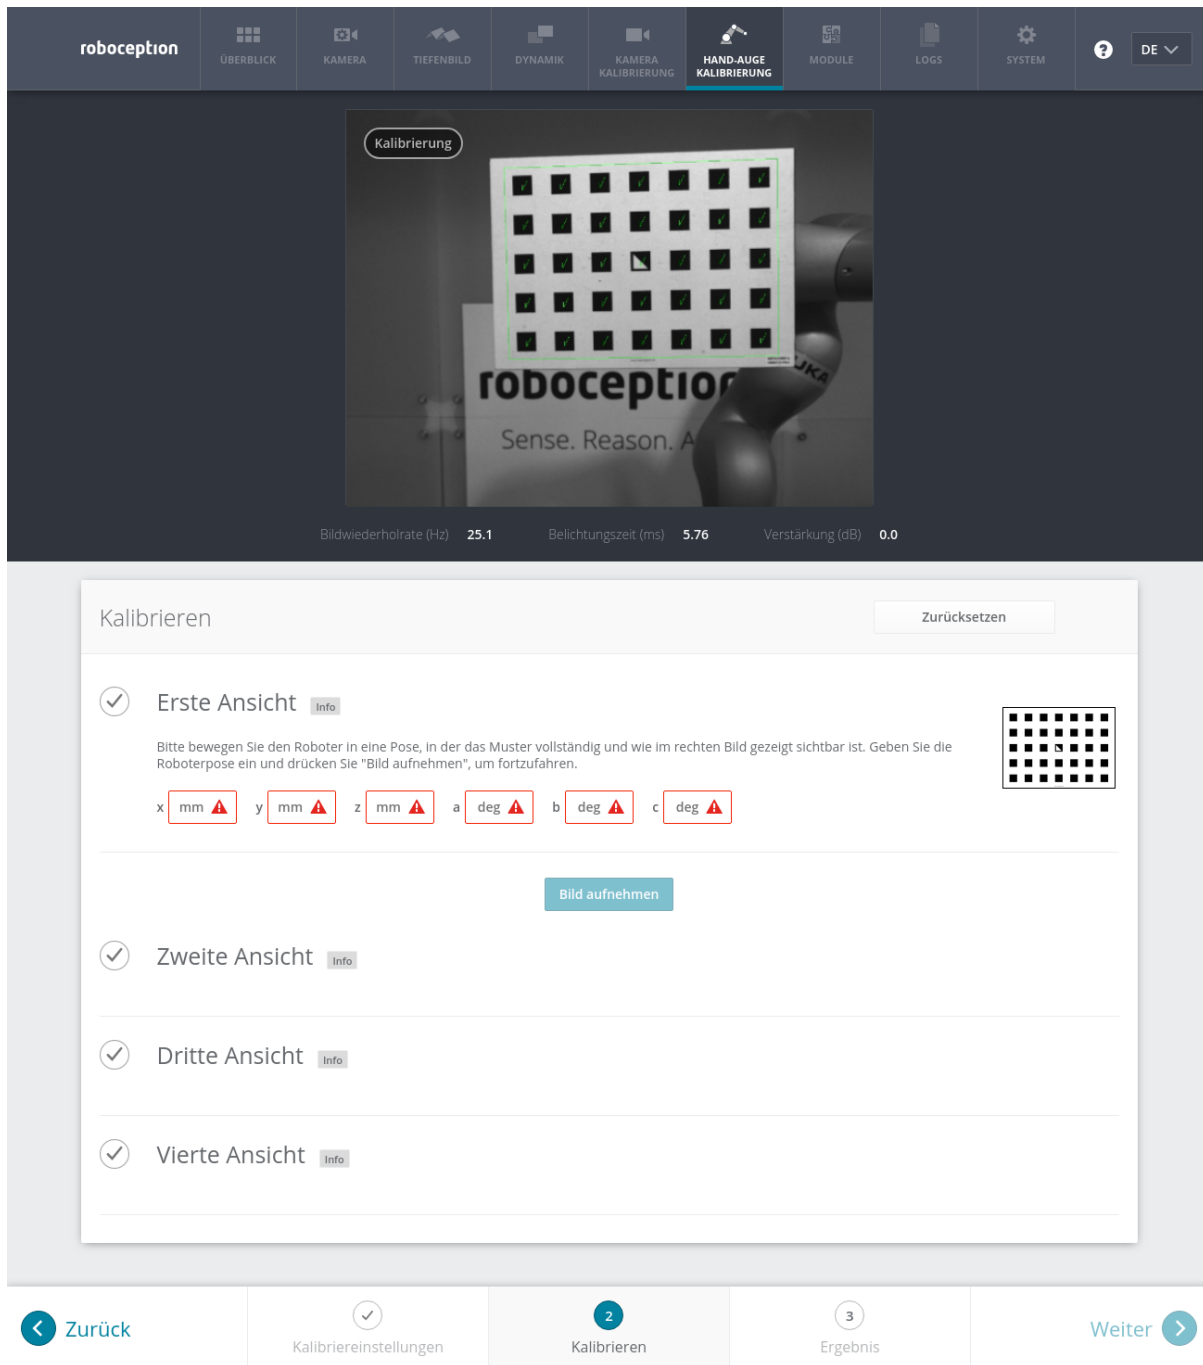 roboception
ÜBERBLICK
KAMERA
TIEFENBILD
DYNAMIK
KAMERA
KALIBRIERUNG
HAND-AUGE
KALIBRIERUNG
MODULE
LOGS
SYSTEM
?
DE
Kalibrierung
KUKA
roboception
Sense. Reason. A
Bildwiederholrate (Hz) 25.1 Belichtungszeit (ms) 5.76 Verstärkung (dB) 0.0
Kalibrieren
Zurücksetzen
Erste Ansicht Info
Bitte bewegen Sie den Roboter in eine Pose, in der das Muster vollständig und wie im rechten Bild gezeigt sichtbar ist. Geben Sie die
Roboterpose ein und drücken Sie "Bild aufnehmen", um fortzufahren.
x mm y mm z mm a deg b deg c deg
Bild aufnehmen
Zweite Ansicht Info
Dritte Ansicht Info
Vierte Ansicht Info
Zurück
Kalibriereinstellungen
2
Kalibrieren
3
Ergebnis
Weiter